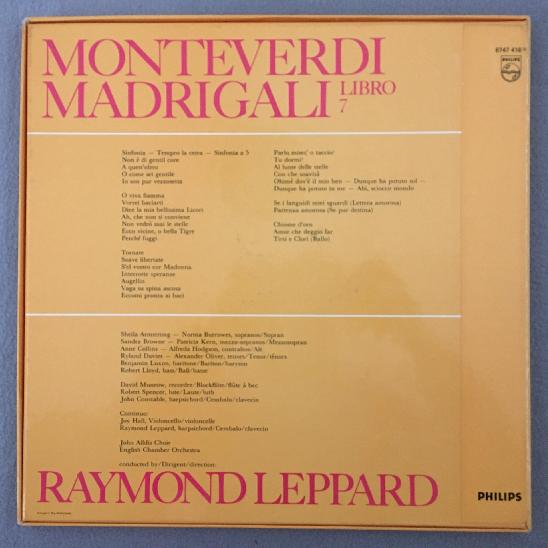 MONTEVERDI
MADRIGALI LIBRO
7
6747 416
PHILIPS
Sinfonia — Tempro la cetra — Sinfonia a 5
Non è di gentil core
A quest'olmo
O come sei gentile
Io son pur vezzosetta
O viva fiamma
Vorrei baciarti
Dice la mia bellissima Licori
Ah, che non si conviene
Non vedrò mai le stelle
Ecco vicine, o bella Tigre
Perchè fuggi
Tornate
Soave libertate
S'el vostro cor Madonna
Interrotte speranze
Augellin
Vaga su spina ascosa
Eccomi pronta ai baci
Parlo miser' o taccio?
Tu dormi?
Al lume delle stelle
Con che soavità
Ohimé dov'è il mio ben — Dunque ha potuto sol —
Dunque ha potuto in me — Ahi, sciocco mondo
Se i languidi miei sguardi (Lettera amorosa)
Partenza amorosa (Se pur destina)
Chiome d'oro
Amor che deggio far
Tirsi e Clori (Ballo)
Sheila Armstrong — Norma Burrowes, sopranos/Sopran
Sandra Browne — Patricia Kern, mezzo-sopranos/Mezzosopran
Anne Collins — Alfreda Hodgson, contraltos/Alt
Ryland Davies — Alexander Oliver, tenors/Tenor/ténors
Benjamin Luxon, baritone/Bariton/baryton
Robert Lloyd, bass/Baß/basse
David Munrow, recorder/Blockflöte/flûte à bec
Robert Spencer, lute/Laute/luth
John Constable, harpsichord/Cembalo/clavecin
Continuo:
Joy Hall, Violoncello/violoncelle
Raymond Leppard, harpsichord/Cembalo/clavecin
John Alldis Choir
English Chamber Orchestra
conducted by/Dirigent/direction:
RAYMOND LEPPARD
PHILIPS